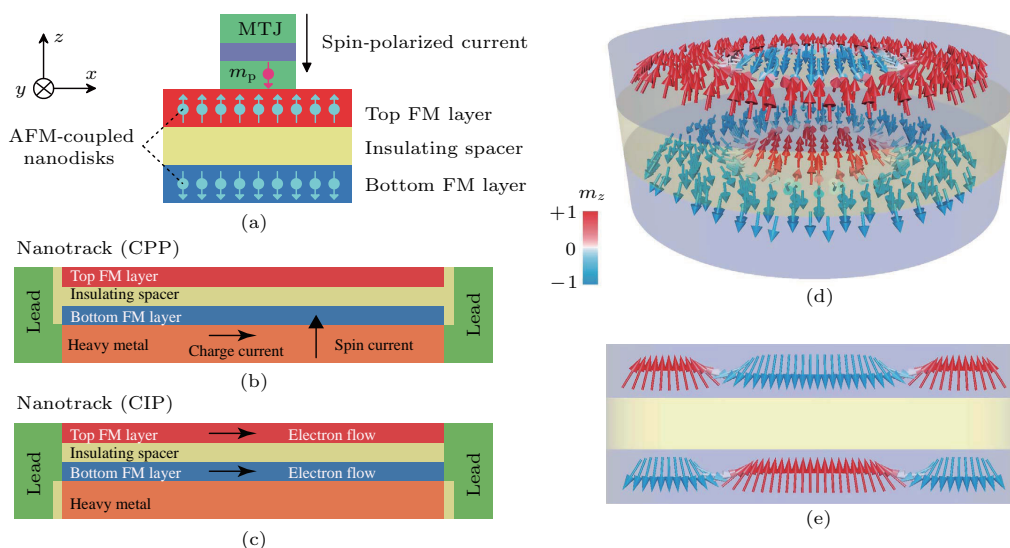 (a)
z
y
x
MTJ
m_p
Spin-polarized current
AFM-coupled
nanodisks
Top FM layer
Insulating spacer
Bottom FM layer
(a)
Nanotrack (CPP)
Lead
Top FM layer
Insulating spacer
Bottom FM layer
Heavy metal
Charge current
Spin current
Lead
(b)
Nanotrack (CIP)
Lead
Top FM layer
Electron flow
Insulating spacer
Bottom FM layer
Electron flow
Heavy metal
Lead
(c)
m_z
+1
0
−1
(d)
(e)